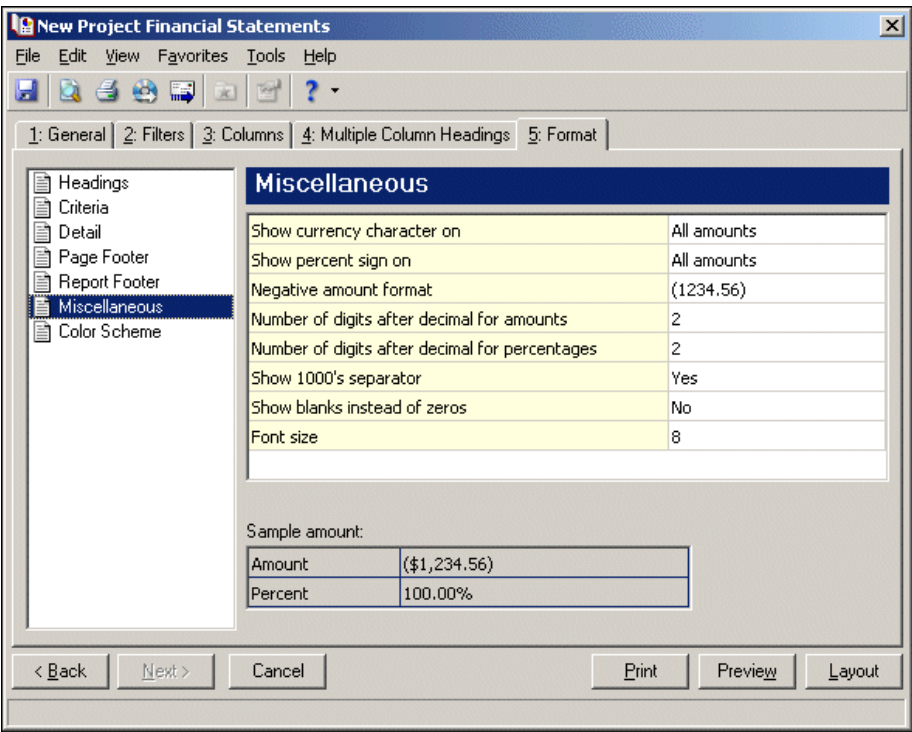 New Project Financial Statements
File Edit View Favorites Tools Help
1: General 2: Filters 3: Columns 4: Multiple Column Headings 5: Format
Headings
Criteria
Detail
Page Footer
Report Footer
Miscellaneous
Color Scheme
Miscellaneous
Show currency character on All amounts
Show percent sign on All amounts
Negative amount format (1234.56)
Number of digits after decimal for amounts 2
Number of digits after decimal for percentages 2
Show 1000's separator Yes
Show blanks instead of zeros No
Font size 8
Sample amount:
Amount ($1,234.56)
Percent 100.00%
< Back Next > Cancel Print Preview Layout